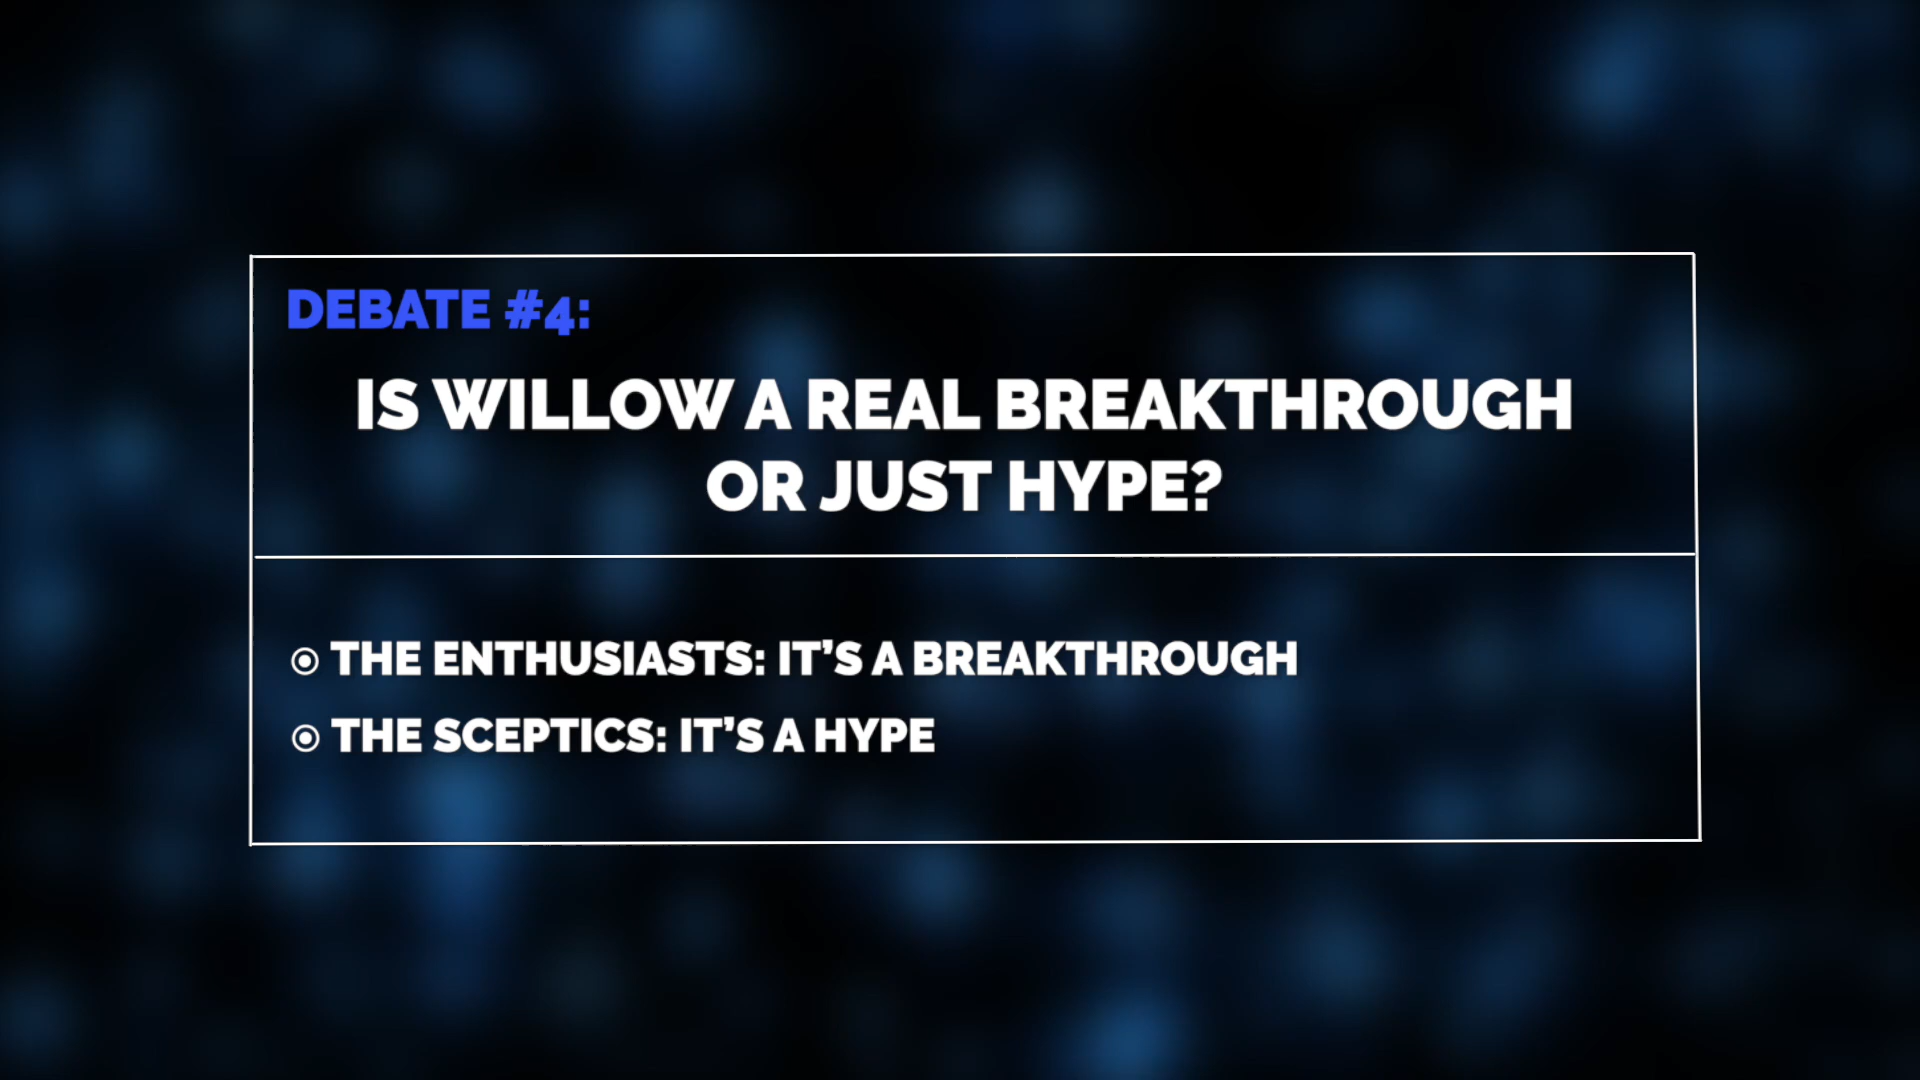 DEBATE #4:
IS WILLOW A REAL BREAKTHROUGH
OR JUST HYPE?
THE ENTHUSIASTS: IT’S A BREAKTHROUGH
THE SCEPTICS: IT’S A HYPE